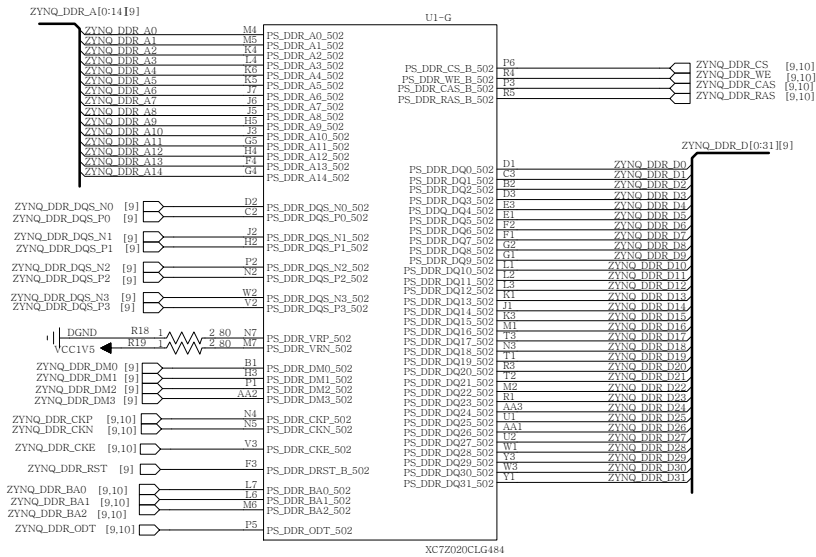 ZYNQ_DDR_A[0:14][9]
U1-G
ZYNQ_DDR_A0 M4 PS_DDR_A0_502
ZYNQ_DDR_A1 M5 PS_DDR_A1_502
ZYNQ_DDR_A2 K4 PS_DDR_A2_502
ZYNQ_DDR_A3 L4 PS_DDR_A3_502
ZYNQ_DDR_A4 K6 PS_DDR_A4_502
ZYNQ_DDR_A5 K5 PS_DDR_A5_502
ZYNQ_DDR_A6 J7 PS_DDR_A6_502
ZYNQ_DDR_A7 J6 PS_DDR_A7_502
ZYNQ_DDR_A8 J5 PS_DDR_A8_502
ZYNQ_DDR_A9 H5 PS_DDR_A9_502
ZYNQ_DDR_A10 J3 PS_DDR_A10_502
ZYNQ_DDR_A11 G5 PS_DDR_A11_502
ZYNQ_DDR_A12 H4 PS_DDR_A12_502
ZYNQ_DDR_A13 F4 PS_DDR_A13_502
ZYNQ_DDR_A14 G4 PS_DDR_A14_502
ZYNQ_DDR_DQS_N0 [9] D2 PS_DDR_DQS_N0_502
ZYNQ_DDR_DQS_P0 [9] C2 PS_DDR_DQS_P0_502
ZYNQ_DDR_DQS_N1 [9] J2 PS_DDR_DQS_N1_502
ZYNQ_DDR_DQS_P1 [9] H2 PS_DDR_DQS_P1_502
ZYNQ_DDR_DQS_N2 [9] P2 PS_DDR_DQS_N2_502
ZYNQ_DDR_DQS_P2 [9] N2 PS_DDR_DQS_P2_502
ZYNQ_DDR_DQS_N3 [9] W2 PS_DDR_DQS_N3_502
ZYNQ_DDR_DQS_P3 [9] V2 PS_DDR_DQS_P3_502
DGND R18 1 2 80 N7 PS_DDR_VRP_502
VCC1V5 R19 1 2 80 M7 PS_DDR_VRN_502
ZYNQ_DDR_DM0 [9] B1 PS_DDR_DM0_502
ZYNQ_DDR_DM1 [9] H3 PS_DDR_DM1_502
ZYNQ_DDR_DM2 [9] P1 PS_DDR_DM2_502
ZYNQ_DDR_DM3 [9] AA2 PS_DDR_DM3_502
ZYNQ_DDR_CKP [9,10] N4 PS_DDR_CKP_502
ZYNQ_DDR_CKN [9,10] N5 PS_DDR_CKN_502
ZYNQ_DDR_CKE [9,10] V3 PS_DDR_CKE_502
ZYNQ_DDR_RST [9] F3 PS_DDR_DRST_B_502
ZYNQ_DDR_BA0 [9,10] L7 PS_DDR_BA0_502
ZYNQ_DDR_BA1 [9,10] L6 PS_DDR_BA1_502
ZYNQ_DDR_BA2 [9,10] M6 PS_DDR_BA2_502
ZYNQ_DDR_ODT [9,10] P5 PS_DDR_ODT_502
PS_DDR_CS_B_502 P6 ZYNQ_DDR_CS [9,10]
PS_DDR_WE_B_502 R4 ZYNQ_DDR_WE [9,10]
PS_DDR_CAS_B_502 P3 ZYNQ_DDR_CAS [9,10]
PS_DDR_RAS_B_502 R5 ZYNQ_DDR_RAS [9,10]
ZYNQ_DDR_D[0:31][9]
PS_DDR_DQ0_502 D1 ZYNQ_DDR_D0
PS_DDR_DQ1_502 C3 ZYNQ_DDR_D1
PS_DDR_DQ2_502 B2 ZYNQ_DDR_D2
PS_DDR_DQ3_502 D3 ZYNQ_DDR_D3
PS_DDR_DQ4_502 E3 ZYNQ_DDR_D4
PS_DDR_DQ5_502 E1 ZYNQ_DDR_D5
PS_DDR_DQ6_502 F2 ZYNQ_DDR_D6
PS_DDR_DQ7_502 F1 ZYNQ_DDR_D7
PS_DDR_DQ8_502 G2 ZYNQ_DDR_D8
PS_DDR_DQ9_502 G1 ZYNQ_DDR_D9
PS_DDR_DQ10_502 L1 ZYNQ_DDR_D10
PS_DDR_DQ11_502 L2 ZYNQ_DDR_D11
PS_DDR_DQ12_502 L3 ZYNQ_DDR_D12
PS_DDR_DQ13_502 K1 ZYNQ_DDR_D13
PS_DDR_DQ14_502 J1 ZYNQ_DDR_D14
PS_DDR_DQ15_502 K3 ZYNQ_DDR_D15
PS_DDR_DQ16_502 M1 ZYNQ_DDR_D16
PS_DDR_DQ17_502 T3 ZYNQ_DDR_D17
PS_DDR_DQ18_502 N3 ZYNQ_DDR_D18
PS_DDR_DQ19_502 T1 ZYNQ_DDR_D19
PS_DDR_DQ20_502 R3 ZYNQ_DDR_D20
PS_DDR_DQ21_502 T2 ZYNQ_DDR_D21
PS_DDR_DQ22_502 M2 ZYNQ_DDR_D22
PS_DDR_DQ23_502 R1 ZYNQ_DDR_D23
PS_DDR_DQ24_502 AA3 ZYNQ_DDR_D24
PS_DDR_DQ25_502 U1 ZYNQ_DDR_D25
PS_DDR_DQ26_502 AA1 ZYNQ_DDR_D26
PS_DDR_DQ27_502 U2 ZYNQ_DDR_D27
PS_DDR_DQ28_502 W1 ZYNQ_DDR_D28
PS_DDR_DQ29_502 Y3 ZYNQ_DDR_D29
PS_DDR_DQ30_502 W3 ZYNQ_DDR_D30
PS_DDR_DQ31_502 Y1 ZYNQ_DDR_D31
XC7Z020CLG484